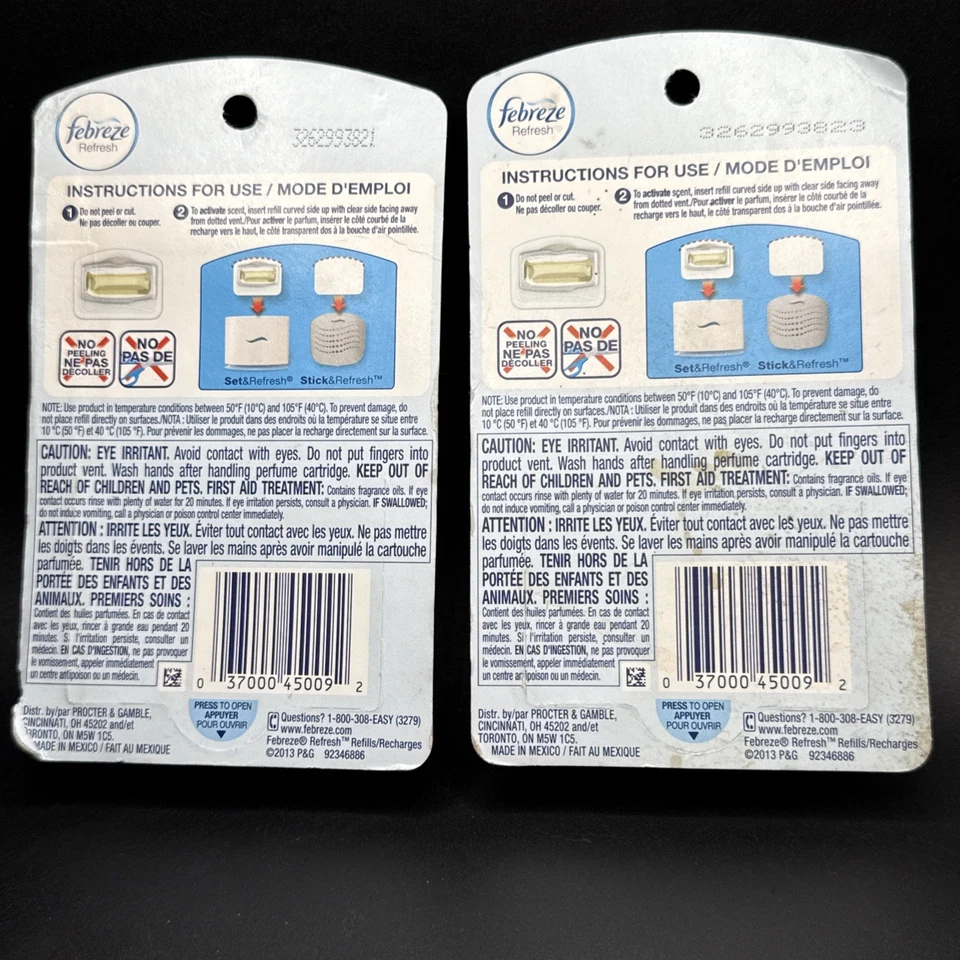 febreze
Refresh
3262993821
INSTRUCTIONS FOR USE / MODE D'EMPLOI
1 Do not peel or cut.
Ne pas découper ou couper.
2 To activate scent, insert refill curved side up with clear side facing away
from dotted vent./Pour activer le parfum, insérer le côté courbé de la
recharge vers le haut, le côté transparent dos à la bouche d'air pointillée.
NO
PEELING
NE PAS
DÉCOLLER
NO
PAS DE
Set&Refresh® Stick&Refresh™
NOTE: Use product in temperature conditions between 50°F (10°C) and 105°F (40°C). To prevent damage, do
not place refill directly on surfaces./NOTA : Utiliser le produit dans des endroits où la température se situe entre
10 °C (50 °F) et 40 °C (105 °F). Pour prévenir les dommages, ne pas placer la recharge directement sur la surface.
CAUTION: EYE IRRITANT. Avoid contact with eyes. Do not put fingers into
product vent. Wash hands after handling perfume cartridge. KEEP OUT OF
REACH OF CHILDREN AND PETS. FIRST AID TREATMENT: Contains fragrance oils. If eye
contact occurs rinse with plenty of water for 20 minutes. If eye irritation persists, consult a physician. IF SWALLOWED;
do not induce vomiting, call a physician or poison control center immediately.
ATTENTION : IRRITE LES YEUX. Éviter tout contact avec les yeux. Ne pas mettre
les doigts dans les évents. Se laver les mains après avoir manipulé la cartouche
parfumée. TENIR HORS DE LA
PORTÉE DES ENFANTS ET DES
ANIMAUX. PREMIERS SOINS :
Contient des huiles parfumées. En cas de contact
avec les yeux, rincer à grande eau pendant 20
minutes. Si l'irritation persiste, consulter un
médecin. EN CAS D'INGESTION, ne pas provoquer
le vomissement, appeler immédiatement
un centre antipoison ou un médecin.
0 37000 45009 2
PRESS TO OPEN
APPUYER
POUR OUVRIR
Distr. by/par PROCTER & GAMBLE,
CINCINNATI, OH 45202 and/et
TORONTO, ON M5W 1C5.
MADE IN MEXICO / FAIT AU MEXIQUE
Questions? 1-800-308-EASY (3279)
www.febreze.com
Febreze® Refresh™ Refills/Recharges
©2013 P&G 92346886
febreze
Refresh
3262993823
INSTRUCTIONS FOR USE / MODE D'EMPLOI
1 Do not peel or cut.
Ne pas découper ou couper.
2 To activate scent, insert refill curved side up with clear side facing away
from dotted vent./Pour activer le parfum, insérer le côté courbé de la
recharge vers le haut, le côté transparent dos à la bouche d'air pointillée.
NO
PEELING
NE PAS
DÉCOLLER
NO
PAS DE
Set&Refresh® Stick&Refresh™
NOTE: Use product in temperature conditions between 50°F (10°C) and 105°F (40°C). To prevent damage, do
not place refill directly on surfaces./NOTA : Utiliser le produit dans des endroits où la température se situe entre
10 °C (50 °F) et 40 °C (105 °F). Pour prévenir les dommages, ne pas placer la recharge directement sur la surface.
CAUTION: EYE IRRITANT. Avoid contact with eyes. Do not put fingers into
product vent. Wash hands after handling perfume cartridge. KEEP OUT OF
REACH OF CHILDREN AND PETS. FIRST AID TREATMENT: Contains fragrance oils. If eye
contact occurs rinse with plenty of water for 20 minutes. If eye irritation persists, consult a physician. IF SWALLOWED;
do not induce vomiting, call a physician or poison control center immediately.
ATTENTION : IRRITE LES YEUX. Éviter tout contact avec les yeux. Ne pas mettre
les doigts dans les évents. Se laver les mains après avoir manipulé la cartouche
parfumée. TENIR HORS DE LA
PORTÉE DES ENFANTS ET DES
ANIMAUX. PREMIERS SOINS :
Contient des huiles parfumées. En cas de contact
avec les yeux, rincer à grande eau pendant 20
minutes. Si l'irritation persiste, consulter un
médecin. EN CAS D'INGESTION, ne pas provoquer
le vomissement, appeler immédiatement
un centre antipoison ou un médecin.
0 37000 45009 2
PRESS TO OPEN
APPUYER
POUR OUVRIR
Distr. by/par PROCTER & GAMBLE,
CINCINNATI, OH 45202 and/et
TORONTO, ON M5W 1C5.
MADE IN MEXICO / FAIT AU MEXIQUE
Questions? 1-800-308-EASY (3279)
www.febreze.com
Febreze® Refresh™ Refills/Recharges
©2013 P&G 92346886